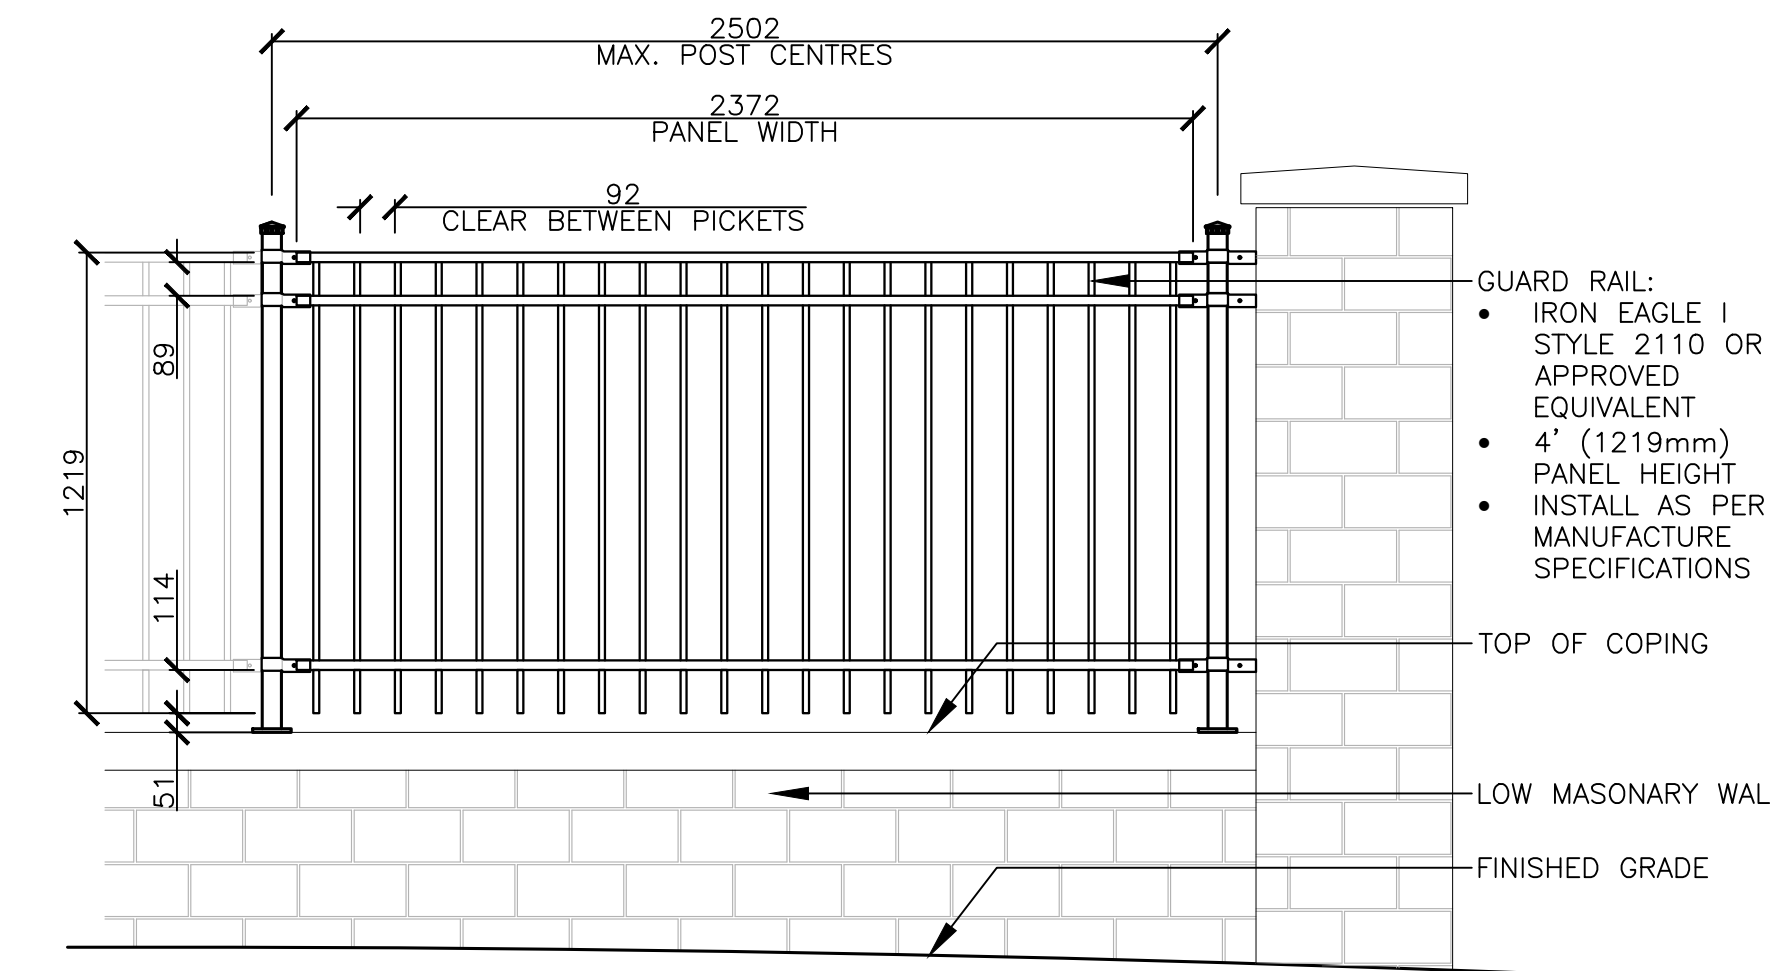 2502
MAX. POST CENTRES
2372
PANEL WIDTH
92
CLEAR BETWEEN PICKETS
89
1219
114
51
GUARD RAIL:
• IRON EAGLE I
STYLE 2110 OR
APPROVED
EQUIVALENT
• 4' (1219mm)
PANEL HEIGHT
• INSTALL AS PER
MANUFACTURE
SPECIFICATIONS
TOP OF COPING
LOW MASONARY WAL
FINISHED GRADE